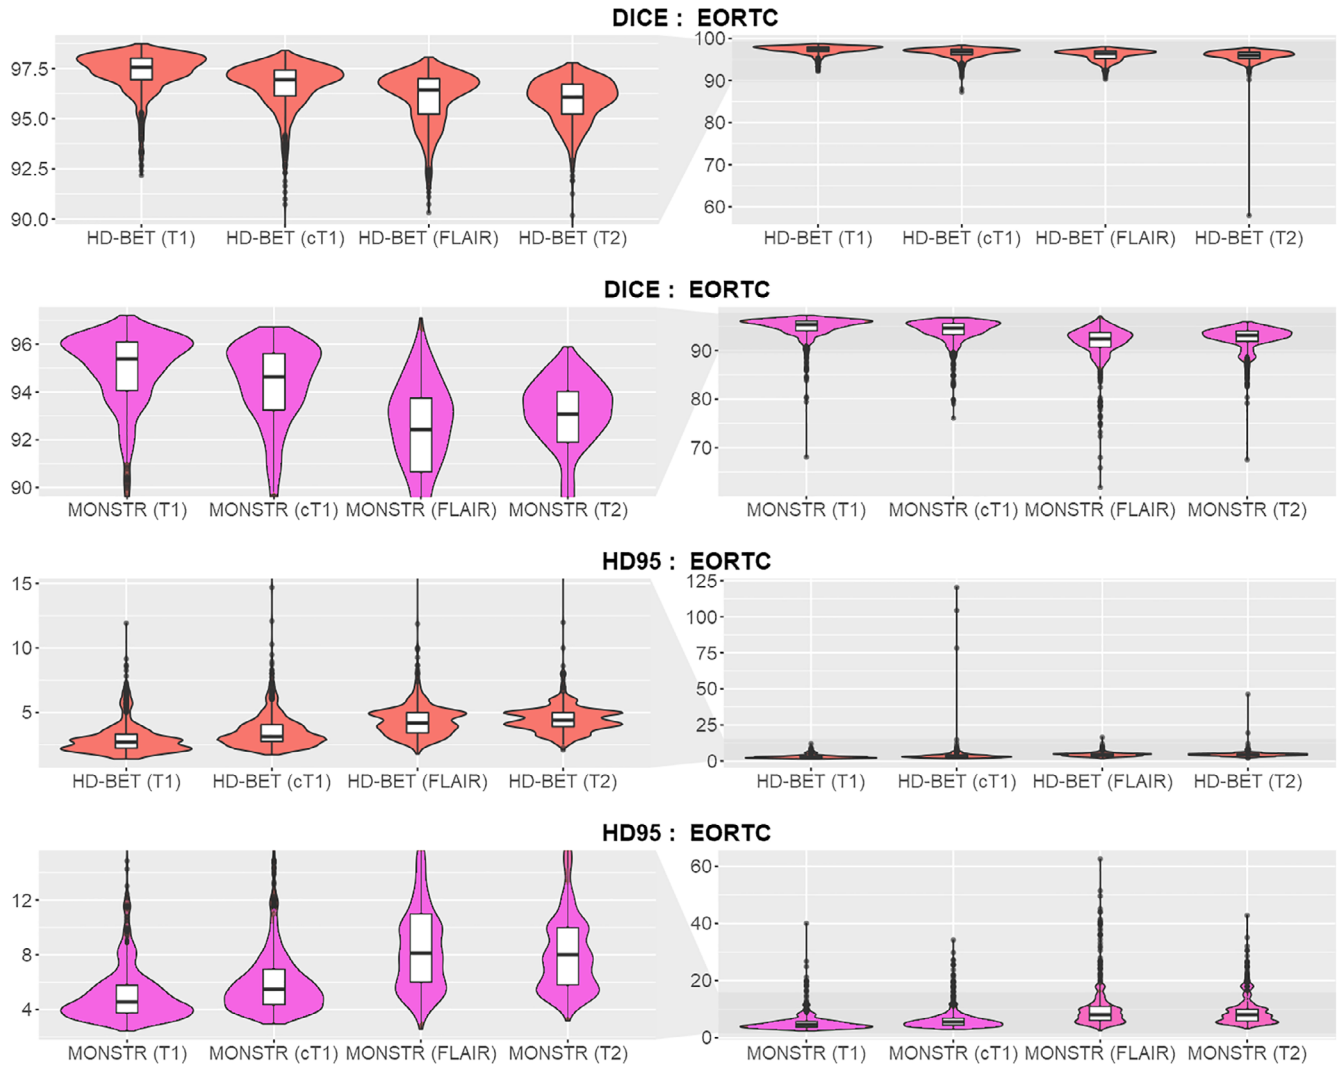 DICE : EORTC
97.5
95.0
92.5
90.0
HD-BET (T1) HD-BET (cT1) HD-BET (FLAIR) HD-BET (T2)
100
90
80
70
60
HD-BET (T1) HD-BET (cT1) HD-BET (FLAIR) HD-BET (T2)
DICE : EORTC
96
94
92
90
MONSTR (T1) MONSTR (cT1) MONSTR (FLAIR) MONSTR (T2)
90
80
70
MONSTR (T1) MONSTR (cT1) MONSTR (FLAIR) MONSTR (T2)
HD95 : EORTC
15
10
5
HD-BET (T1) HD-BET (cT1) HD-BET (FLAIR) HD-BET (T2)
125
100
75
50
25
0
HD-BET (T1) HD-BET (cT1) HD-BET (FLAIR) HD-BET (T2)
HD95 : EORTC
12
8
4
MONSTR (T1) MONSTR (cT1) MONSTR (FLAIR) MONSTR (T2)
60
40
20
0
MONSTR (T1) MONSTR (cT1) MONSTR (FLAIR) MONSTR (T2)